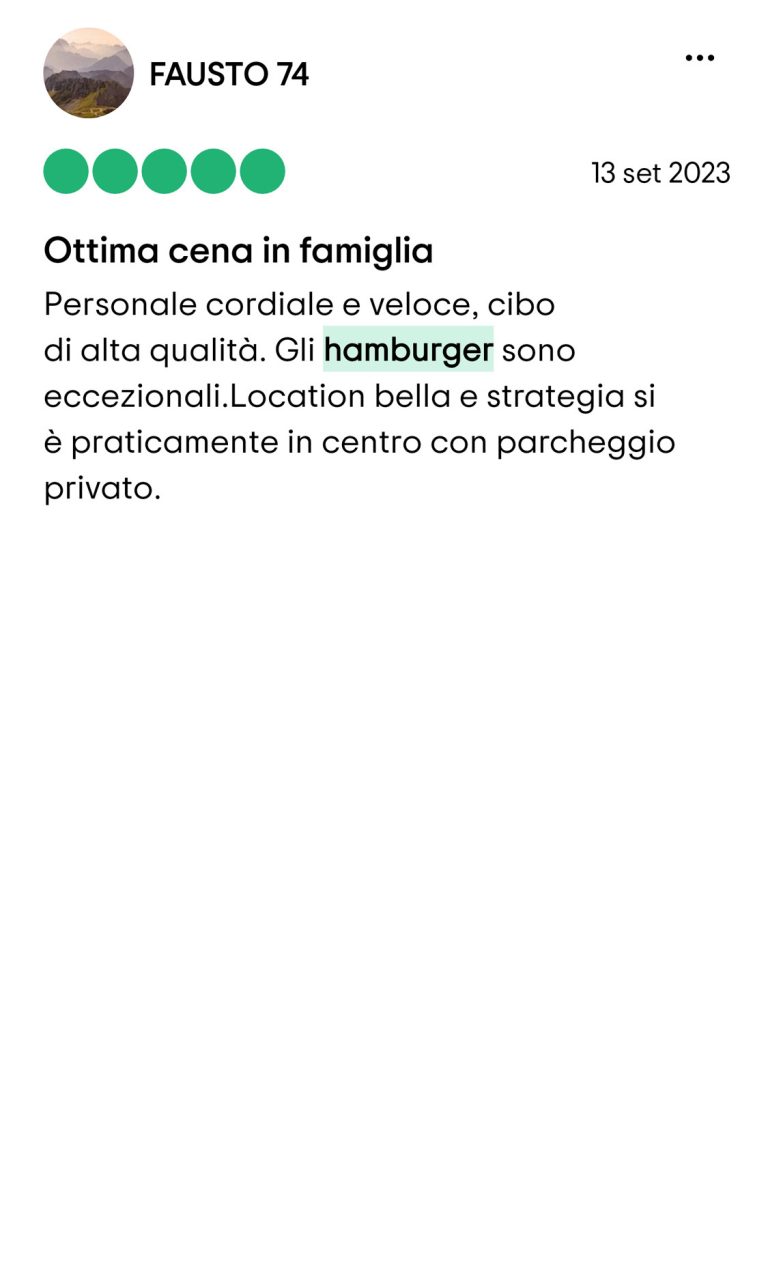 FAUSTO 74
13 set 2023
Ottima cena in famiglia
Personale cordiale e veloce, cibo
di alta qualità. Gli hamburger sono
eccezionali.Location bella e strategia si
è praticamente in centro con parcheggio
privato.